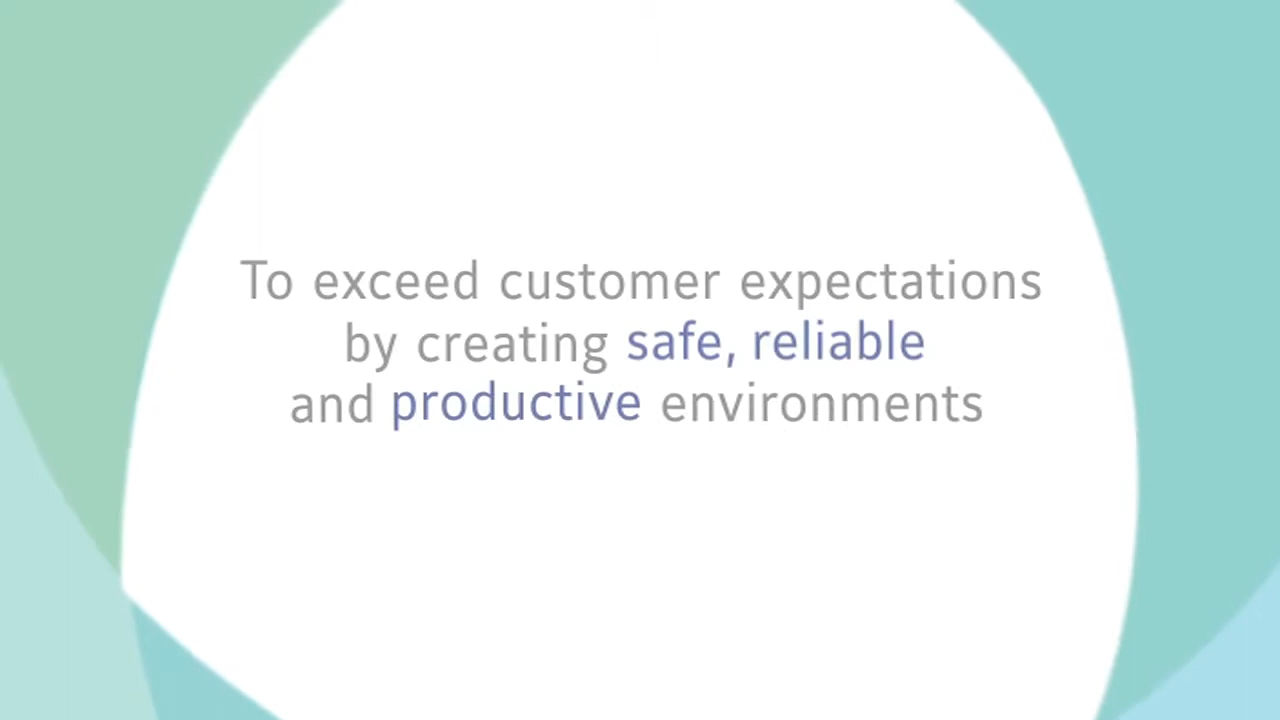 To exceed customer expectations
by creating safe, reliable
and productive environments